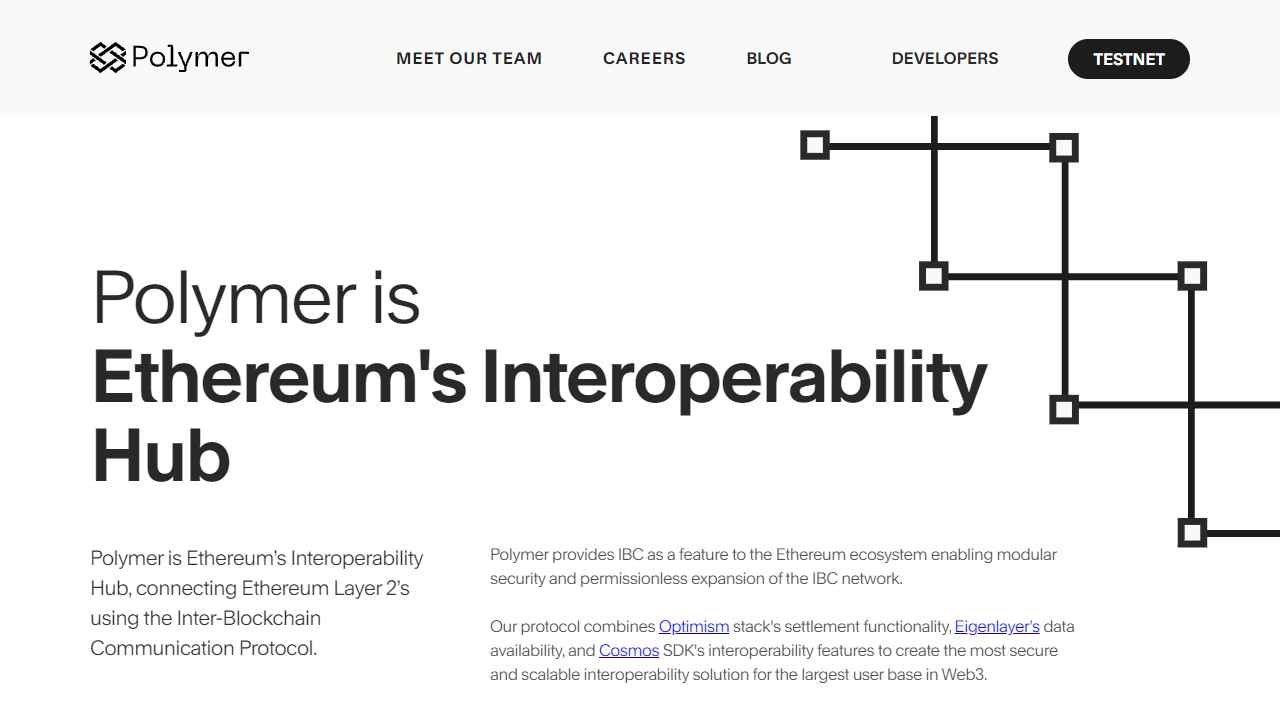 Polymer
MEET OUR TEAM
CAREERS
BLOG
DEVELOPERS
TESTNET
Polymer is
Ethereum's Interoperability
Hub
Polymer is Ethereum’s Interoperability
Hub, connecting Ethereum Layer 2’s
using the Inter-Blockchain
Communication Protocol.
Polymer provides IBC as a feature to the Ethereum ecosystem enabling modular
security and permissionless expansion of the IBC network.
Our protocol combines Optimism stack's settlement functionality, Eigenlayer's data
availability, and Cosmos SDK's interoperability features to create the most secure
and scalable interoperability solution for the largest user base in Web3.